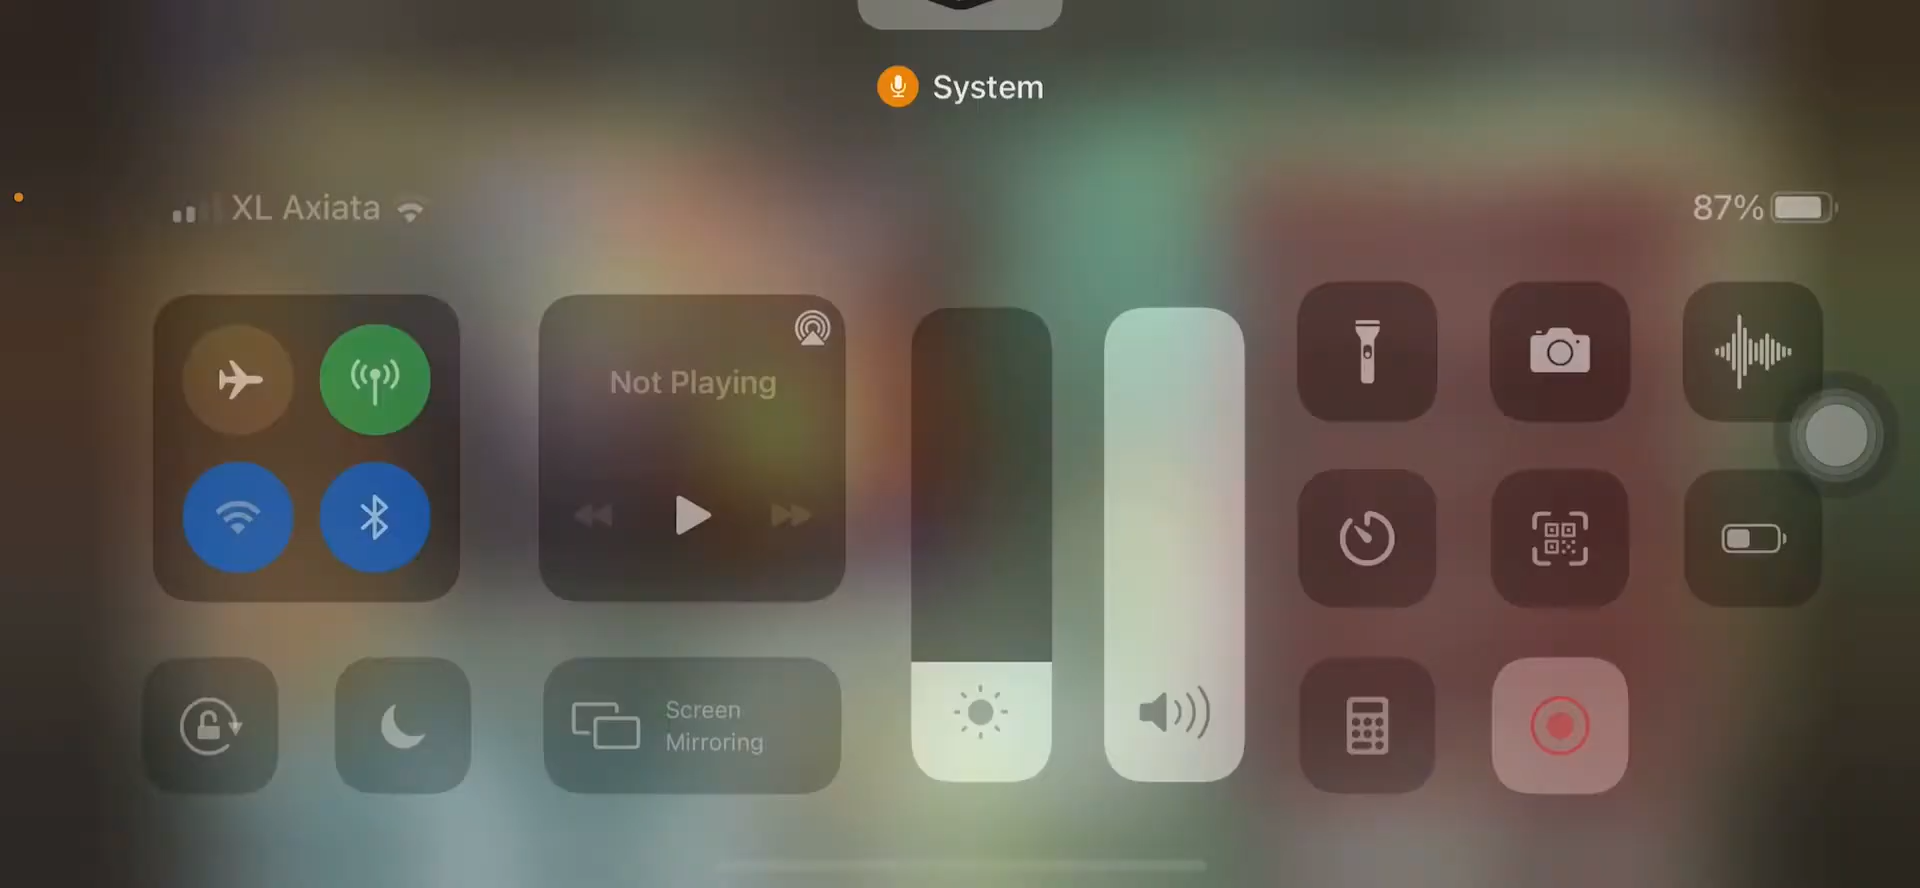 System
XL Axiata
87%
Not Playing
Screen
Mirroring